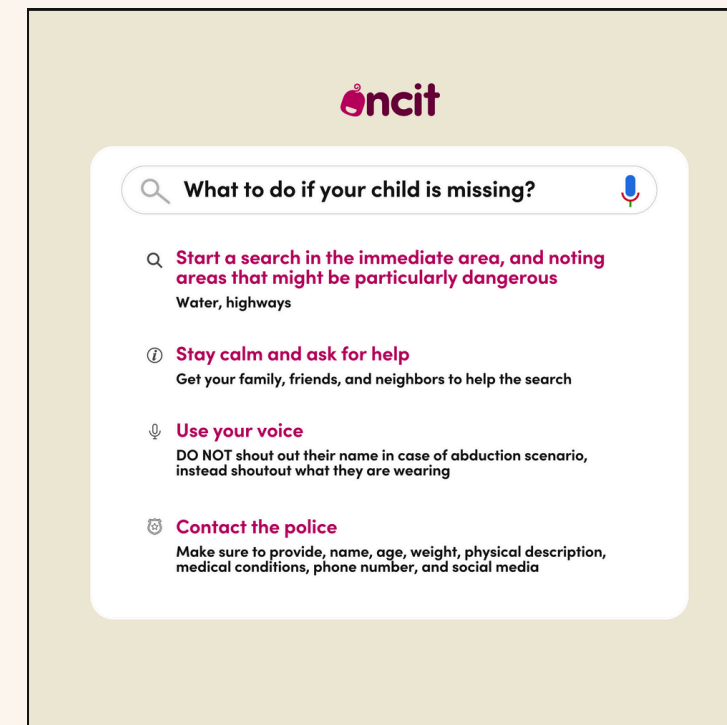 oncit
What to do if your child is missing?
Start a search in the immediate area, and noting
areas that might be particularly dangerous
Water, highways
Stay calm and ask for help
Get your family, friends, and neighbors to help the search
Use your voice
DO NOT shout out their name in case of abduction scenario,
instead shoutout what they are wearing
Contact the police
Make sure to provide, name, age, weight, physical description,
medical conditions, phone number, and social media